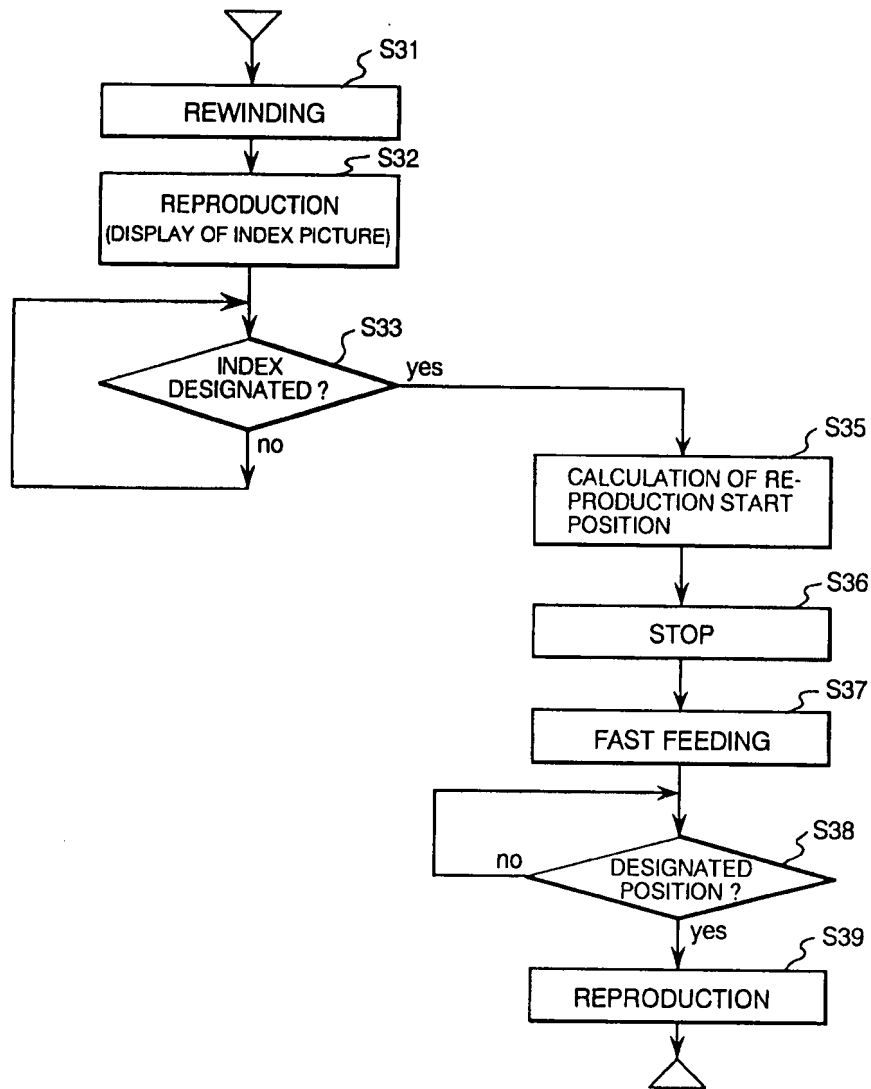 S31
REWINDING
S32
REPRODUCTION
(DISPLAY OF INDEX PICTURE)
S33
INDEX
DESIGNATED ?
yes
no
S35
CALCULATION OF RE-
PRODUCTION START
POSITION
S36
STOP
S37
FAST FEEDING
S38
DESIGNATED
POSITION ?
no
yes
S39
REPRODUCTION